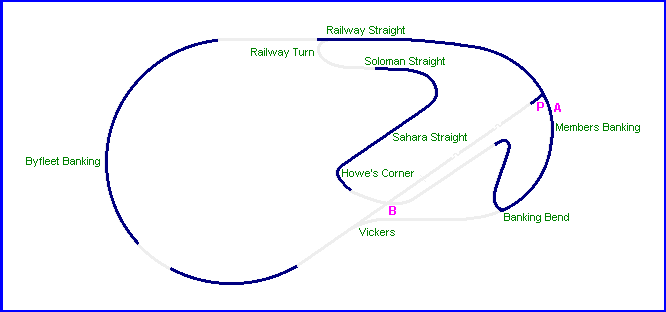 Railway Straight
Railway Turn
Soloman Straight
P A
Members Banking
Sahara Straight
Byfleet Banking
Howe's Corner
B
Banking Bend
Vickers